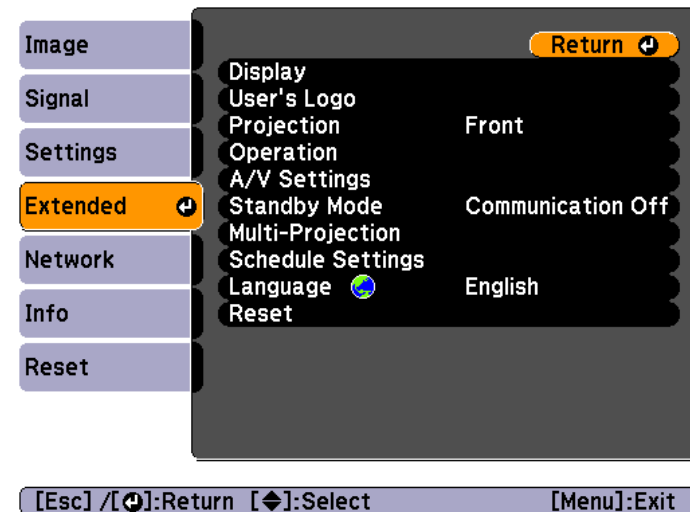 Image
Signal
Settings
Extended
Network
Info
Reset
Return
Display
User's Logo
Projection Front
Operation
A/V Settings
Standby Mode Communication Off
Multi-Projection
Schedule Settings
Language English
Reset
[Esc] /[⏎]:Return [◆]:Select [Menu]:Exit